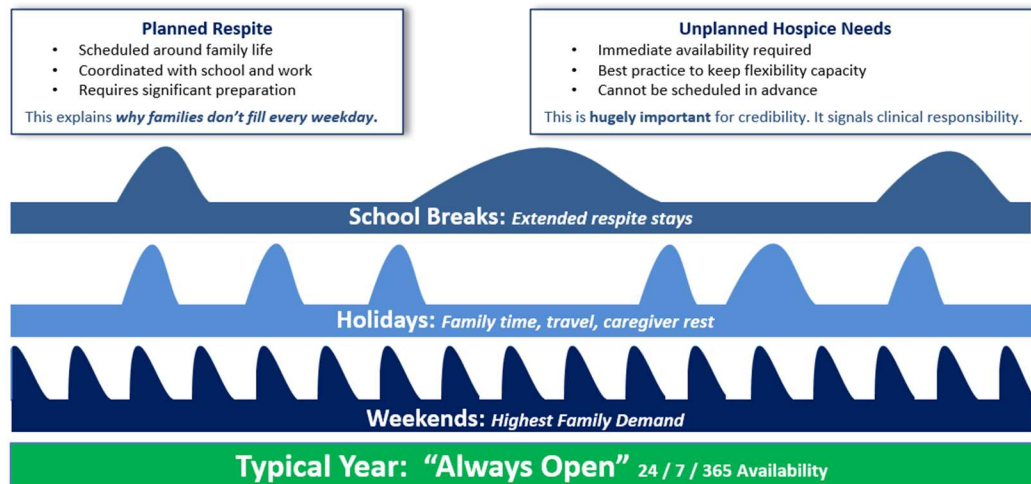 Planned Respite
• Scheduled around family life
• Coordinated with school and work
• Requires significant preparation
This explains why families don’t fill every weekday.
Unplanned Hospice Needs
• Immediate availability required
• Best practice to keep flexibility capacity
• Cannot be scheduled in advance
This is hugely important for credibility. It signals clinical responsibility.
School Breaks: Extended respite stays
Holidays: Family time, travel, caregiver rest
Weekends: Highest Family Demand
Typical Year: “Always Open” 24 / 7 / 365 Availability